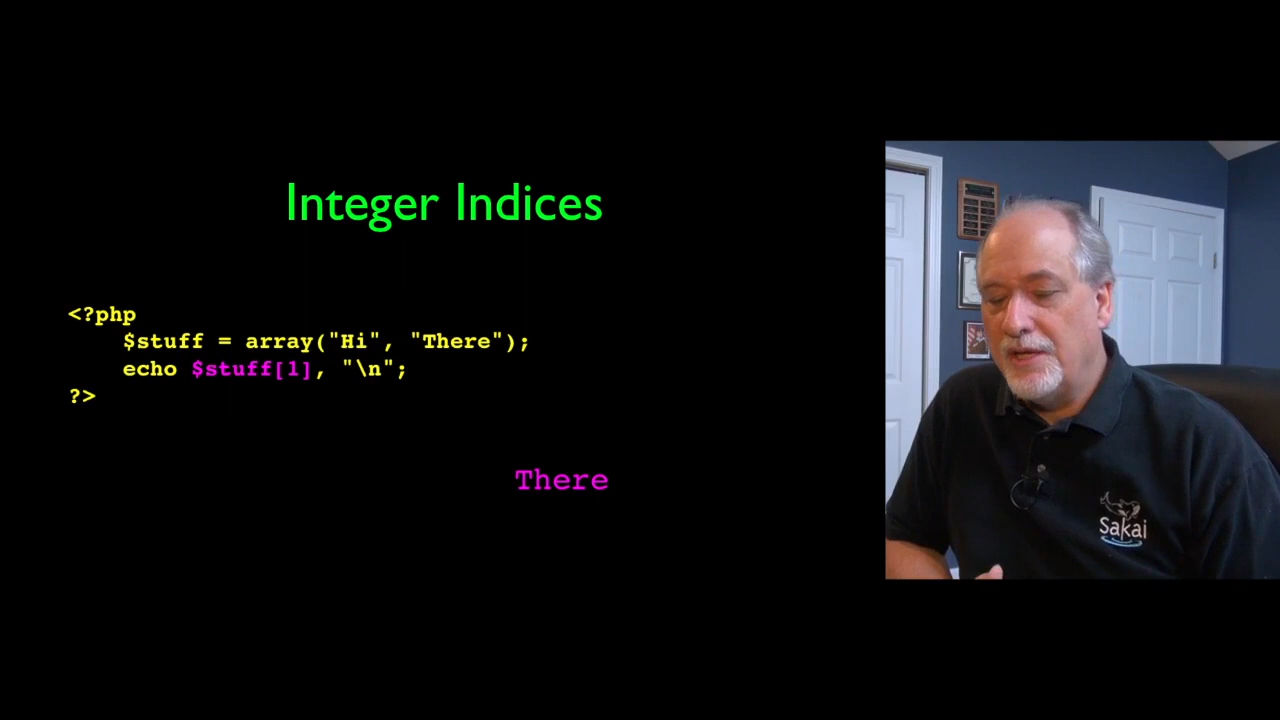 Integer Indices
<?php
    $stuff = array("Hi", "There");
    echo $stuff[1], "\n";
?>
There
Sakai